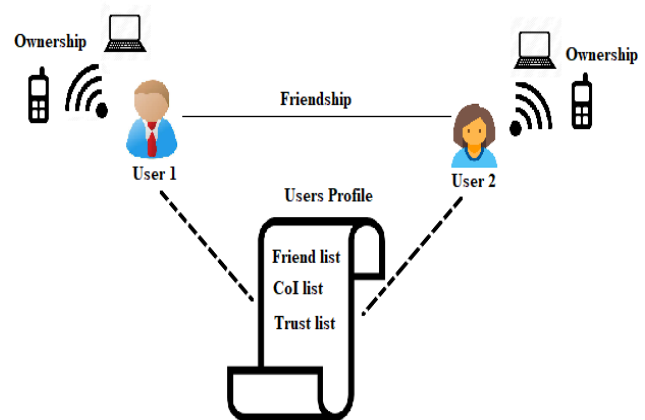 Ownership
Ownership
Friendship
User 1
User 2
Users Profile
Friend list
CoI list
Trust list